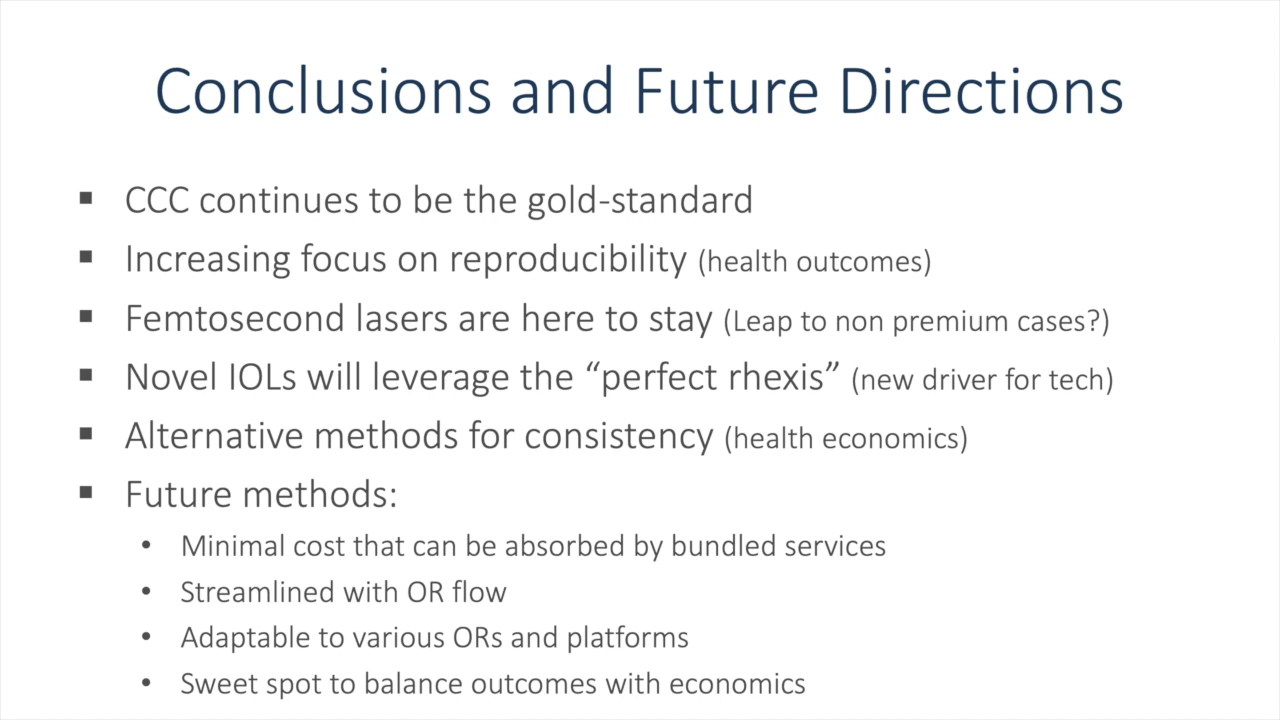 Conclusions and Future Directions
▪ CCC continues to be the gold-standard
▪ Increasing focus on reproducibility (health outcomes)
▪ Femtosecond lasers are here to stay (Leap to non premium cases?)
▪ Novel IOLs will leverage the “perfect rhexis” (new driver for tech)
▪ Alternative methods for consistency (health economics)
▪ Future methods:
• Minimal cost that can be absorbed by bundled services
• Streamlined with OR flow
• Adaptable to various ORs and platforms
• Sweet spot to balance outcomes with economics